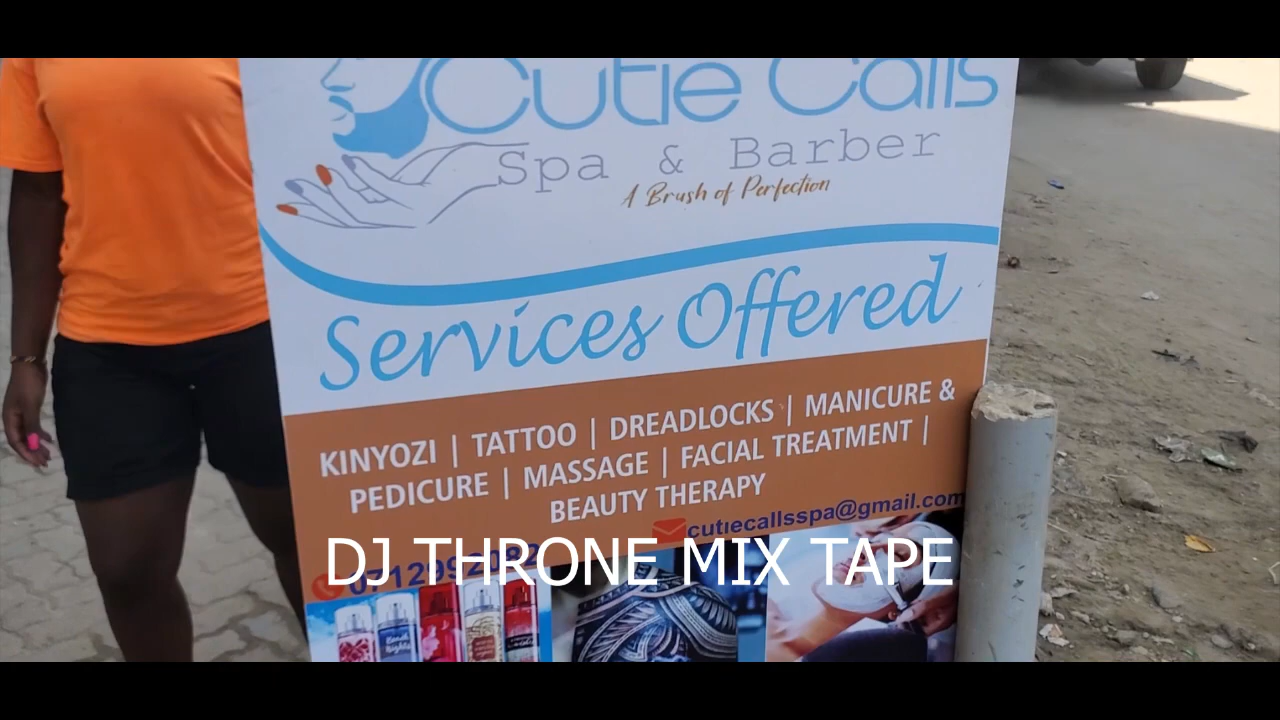 Cutie Calls
Spa & Barber
A Brush of Perfection
Services Offered
KINYOZI | TATTOO | DREADLOCKS | MANICURE &
PEDICURE | MASSAGE | FACIAL TREATMENT |
BEAUTY THERAPY
cutiecallsspa@gmail.com
DJ THRONE MIX TAPE